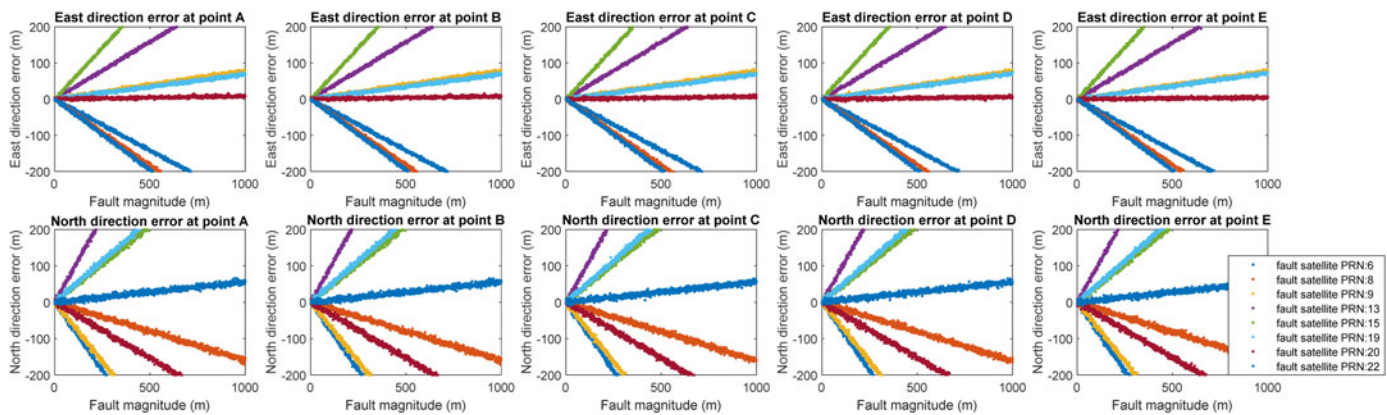 East direction error at point A
East direction error at point B
East direction error at point C
East direction error at point D
East direction error at point E
East direction error (m)
200
100
0
-100
-200
0
500
1000
Fault magnitude (m)
East direction error (m)
200
100
0
-100
-200
0
500
1000
Fault magnitude (m)
East direction error (m)
200
100
0
-100
-200
0
500
1000
Fault magnitude (m)
East direction error (m)
200
100
0
-100
-200
0
500
1000
Fault magnitude (m)
East direction error (m)
200
100
0
-100
-200
0
500
1000
Fault magnitude (m)
North direction error at point A
North direction error at point B
North direction error at point C
North direction error at point D
North direction error at point E
North direction error (m)
200
100
0
-100
-200
0
500
1000
Fault magnitude (m)
North direction error (m)
200
100
0
-100
-200
0
500
1000
Fault magnitude (m)
North direction error (m)
200
100
0
-100
-200
0
500
1000
Fault magnitude (m)
North direction error (m)
200
100
0
-100
-200
0
500
1000
Fault magnitude (m)
North direction error (m)
200
100
0
-100
-200
0
500
1000
Fault magnitude (m)
fault satellite PRN:6
fault satellite PRN:8
fault satellite PRN:9
fault satellite PRN:13
fault satellite PRN:15
fault satellite PRN:19
fault satellite PRN:20
fault satellite PRN:22